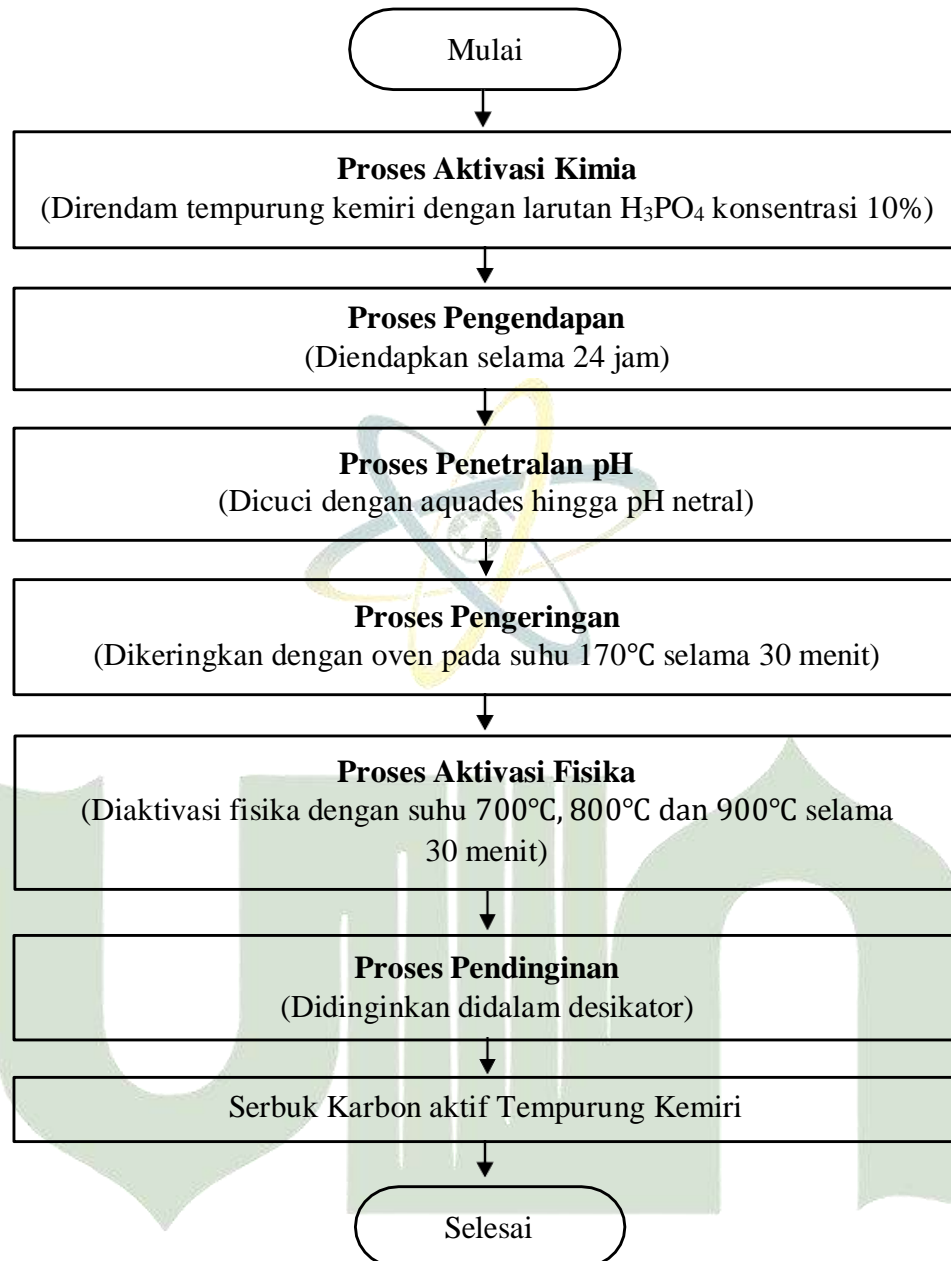 Mulai
Proses Aktivasi Kimia
(Direndam tempurung kemiri dengan larutan H₃PO₄ konsentrasi 10%)
Proses Pengendapan
(Diendapkan selama 24 jam)
Proses Penetralan pH
(Dicuci dengan aquades hingga pH netral)
Proses Pengeringan
(Dikeringkan dengan oven pada suhu 170°C selama 30 menit)
Proses Aktivasi Fisika
(Diaktivasi fisika dengan suhu 700°C, 800°C dan 900°C selama
30 menit)
Proses Pendinginan
(Didinginkan didalam desikator)
Serbuk Karbon aktif Tempurung Kemiri
Selesai